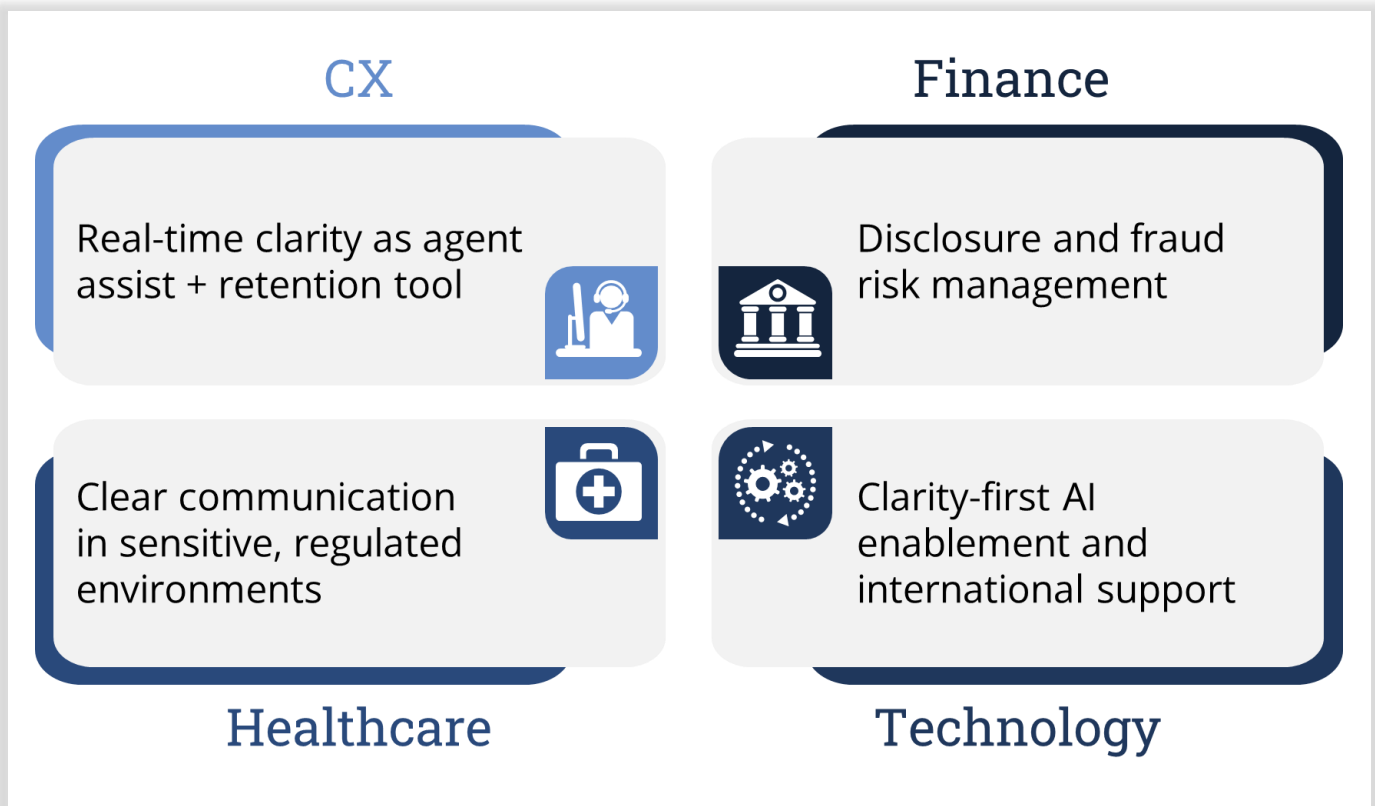 CX
Real-time clarity as agent
assist + retention tool
Finance
Disclosure and fraud
risk management
Clear communication
in sensitive, regulated
environments
Healthcare
Clarity-first AI
enablement and
international support
Technology